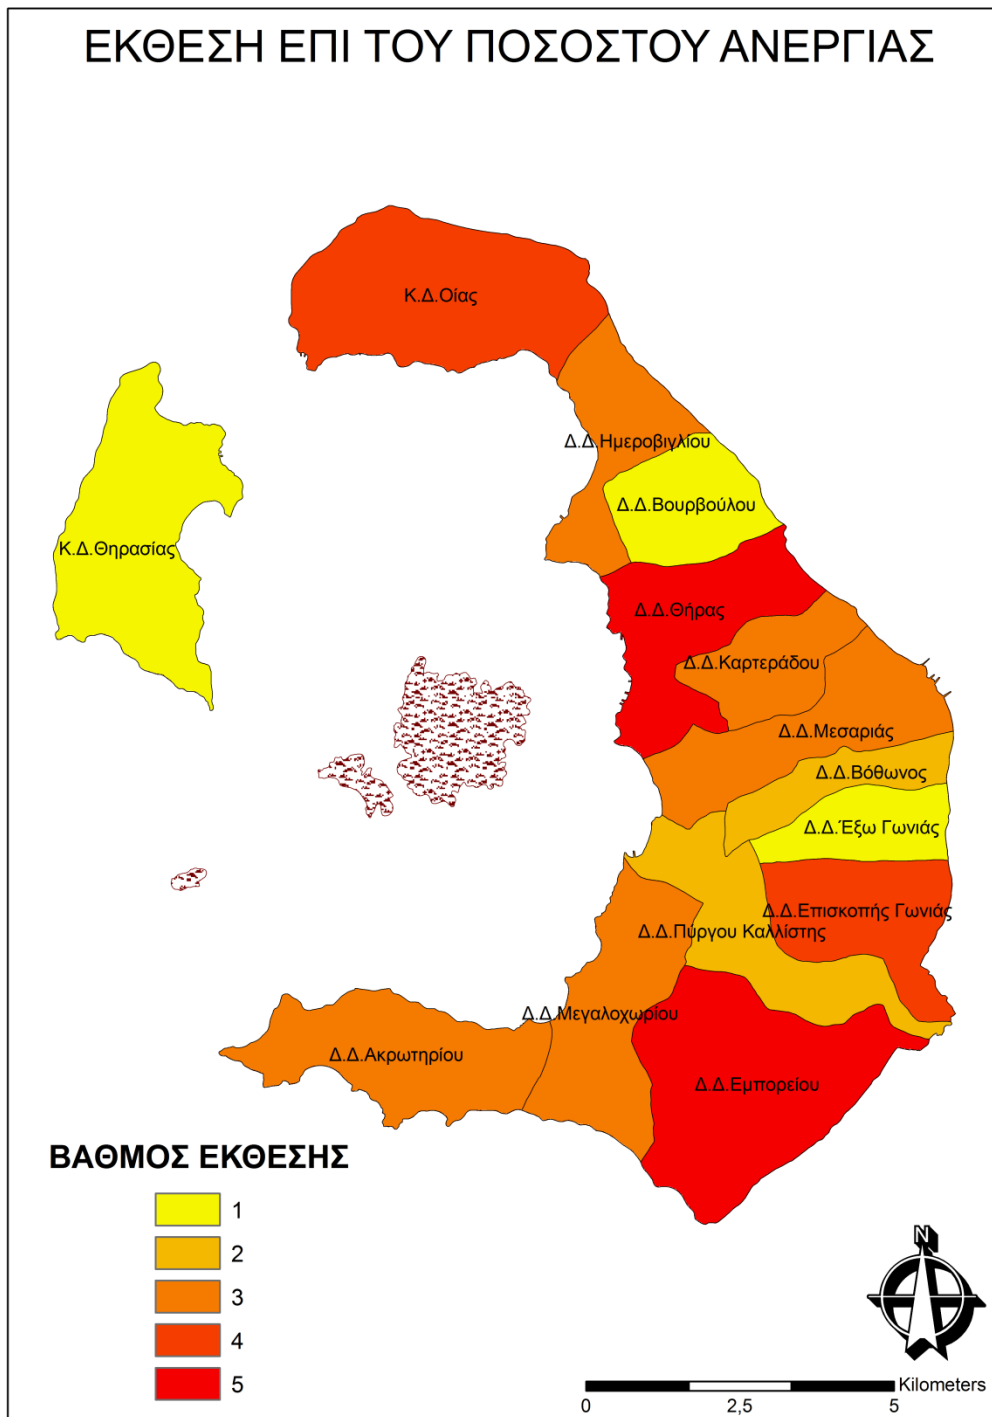 ΕΚΘΕΣΗ ΕΠΙ ΤΟΥ ΠΟΣΟΣΤΟΥ ΑΝΕΡΓΙΑΣ
Κ.Δ.Οίας
Δ.Δ.Ημεροβιγλίου
Δ.Δ.Βουρβούλου
Κ.Δ.Θηρασίας
Δ.Δ.Θήρας
Δ.Δ.Καρτεράδου
Δ.Δ.Μεσαριάς
Δ.Δ.Βόθωνος
Δ.Δ.Έξω Γωνιάς
Δ.Δ.Επισκοπής Γωνιάς
Δ.Δ.Πύργου Καλλίστης
Δ.Δ.Μεγαλοχωρίου
Δ.Δ.Ακρωτηρίου
Δ.Δ.Εμπορείου
ΒΑΘΜΟΣ ΕΚΘΕΣΗΣ
1
2
3
4
5
N
Kilometers
0 2,5 5